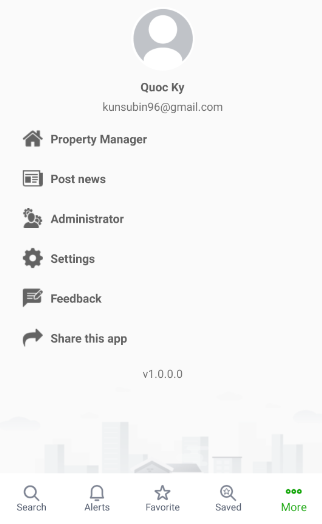 Quoc Ky
kunsubin96@gmail.com
Property Manager
Post news
Administrator
Settings
Feedback
Share this app
v1.0.0.0
Search Alerts Favorite Saved More